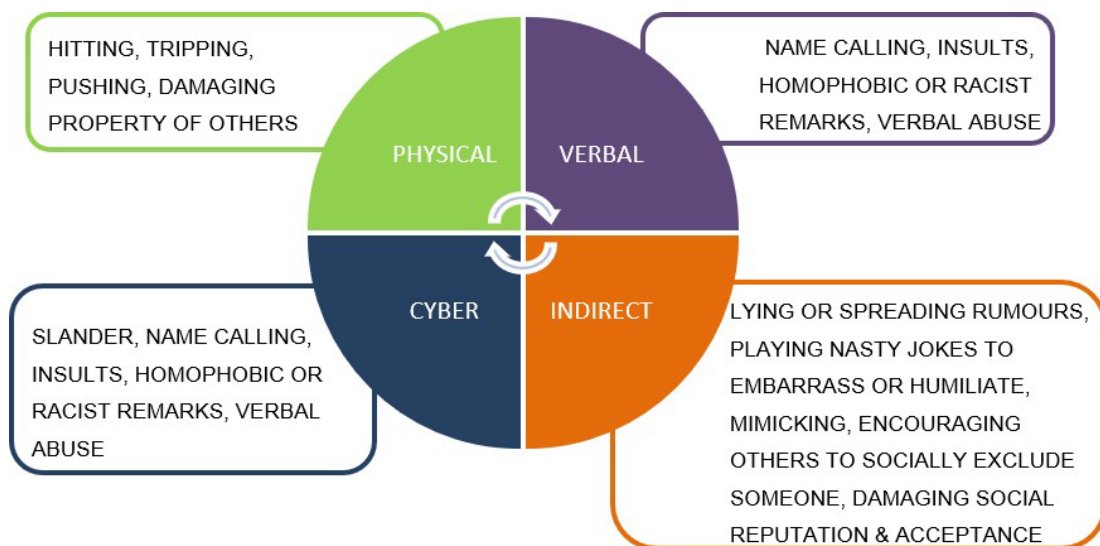 HITTING, TRIPPING,
PUSHING, DAMAGING
PROPERTY OF OTHERS
PHYSICAL
VERBAL
NAME CALLING, INSULTS,
HOMOPHOBIC OR RACIST
REMARKS, VERBAL ABUSE
CYBER
SLANDER, NAME CALLING,
INSULTS, HOMOPHOBIC OR
RACIST REMARKS, VERBAL
ABUSE
INDIRECT
LYING OR SPREADING RUMOURS,
PLAYING NASTY JOKES TO
EMBARRASS OR HUMILIATE,
MIMICKING, ENCOURAGING
OTHERS TO SOCIALLY EXCLUDE
SOMEONE, DAMAGING SOCIAL
REPUTATION & ACCEPTANCE